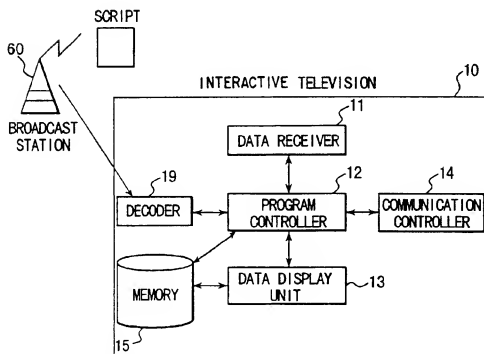 SCRIPT
60
BROADCAST
STATION
INTERACTIVE TELEVISION
10
11
DATA RECEIVER
19
DECODER
12
PROGRAM
CONTROLLER
14
COMMUNICATION
CONTROLLER
MEMORY
15
DATA DISPLAY
UNIT
13